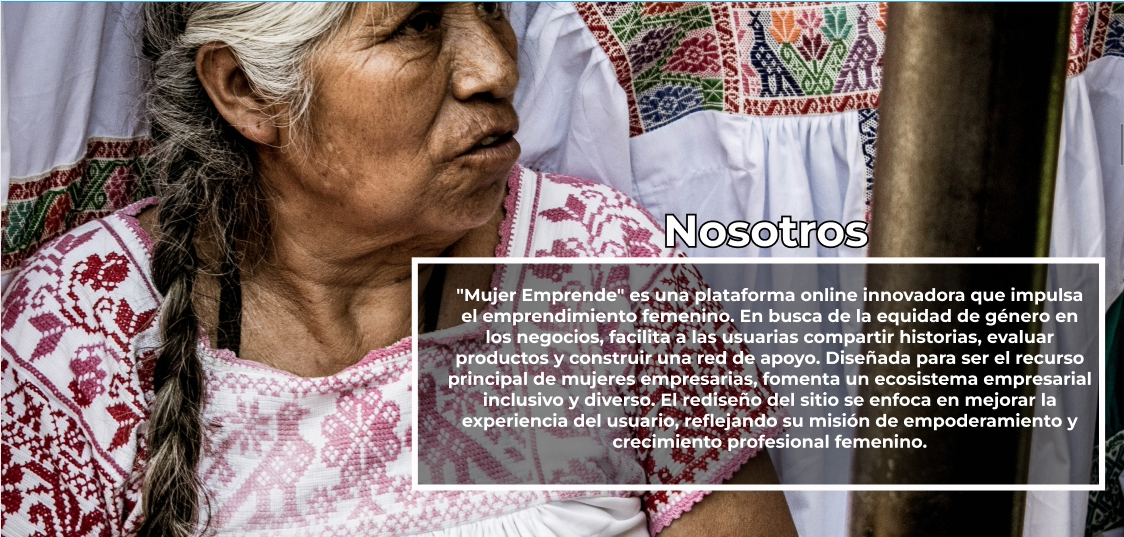 Nosotros
"Mujer Emprende" es una plataforma online innovadora que impulsa
el emprendimiento femenino. En busca de la equidad de género en
los negocios, facilita a las usuarias compartir historias, evaluar
productos y construir una red de apoyo. Diseñada para ser el recurso
principal de mujeres empresarias, fomenta un ecosistema empresarial
inclusivo y diverso. El rediseño del sitio se enfoca en mejorar la
experiencia del usuario, reflejando su misión de empoderamiento y
crecimiento profesional femenino.